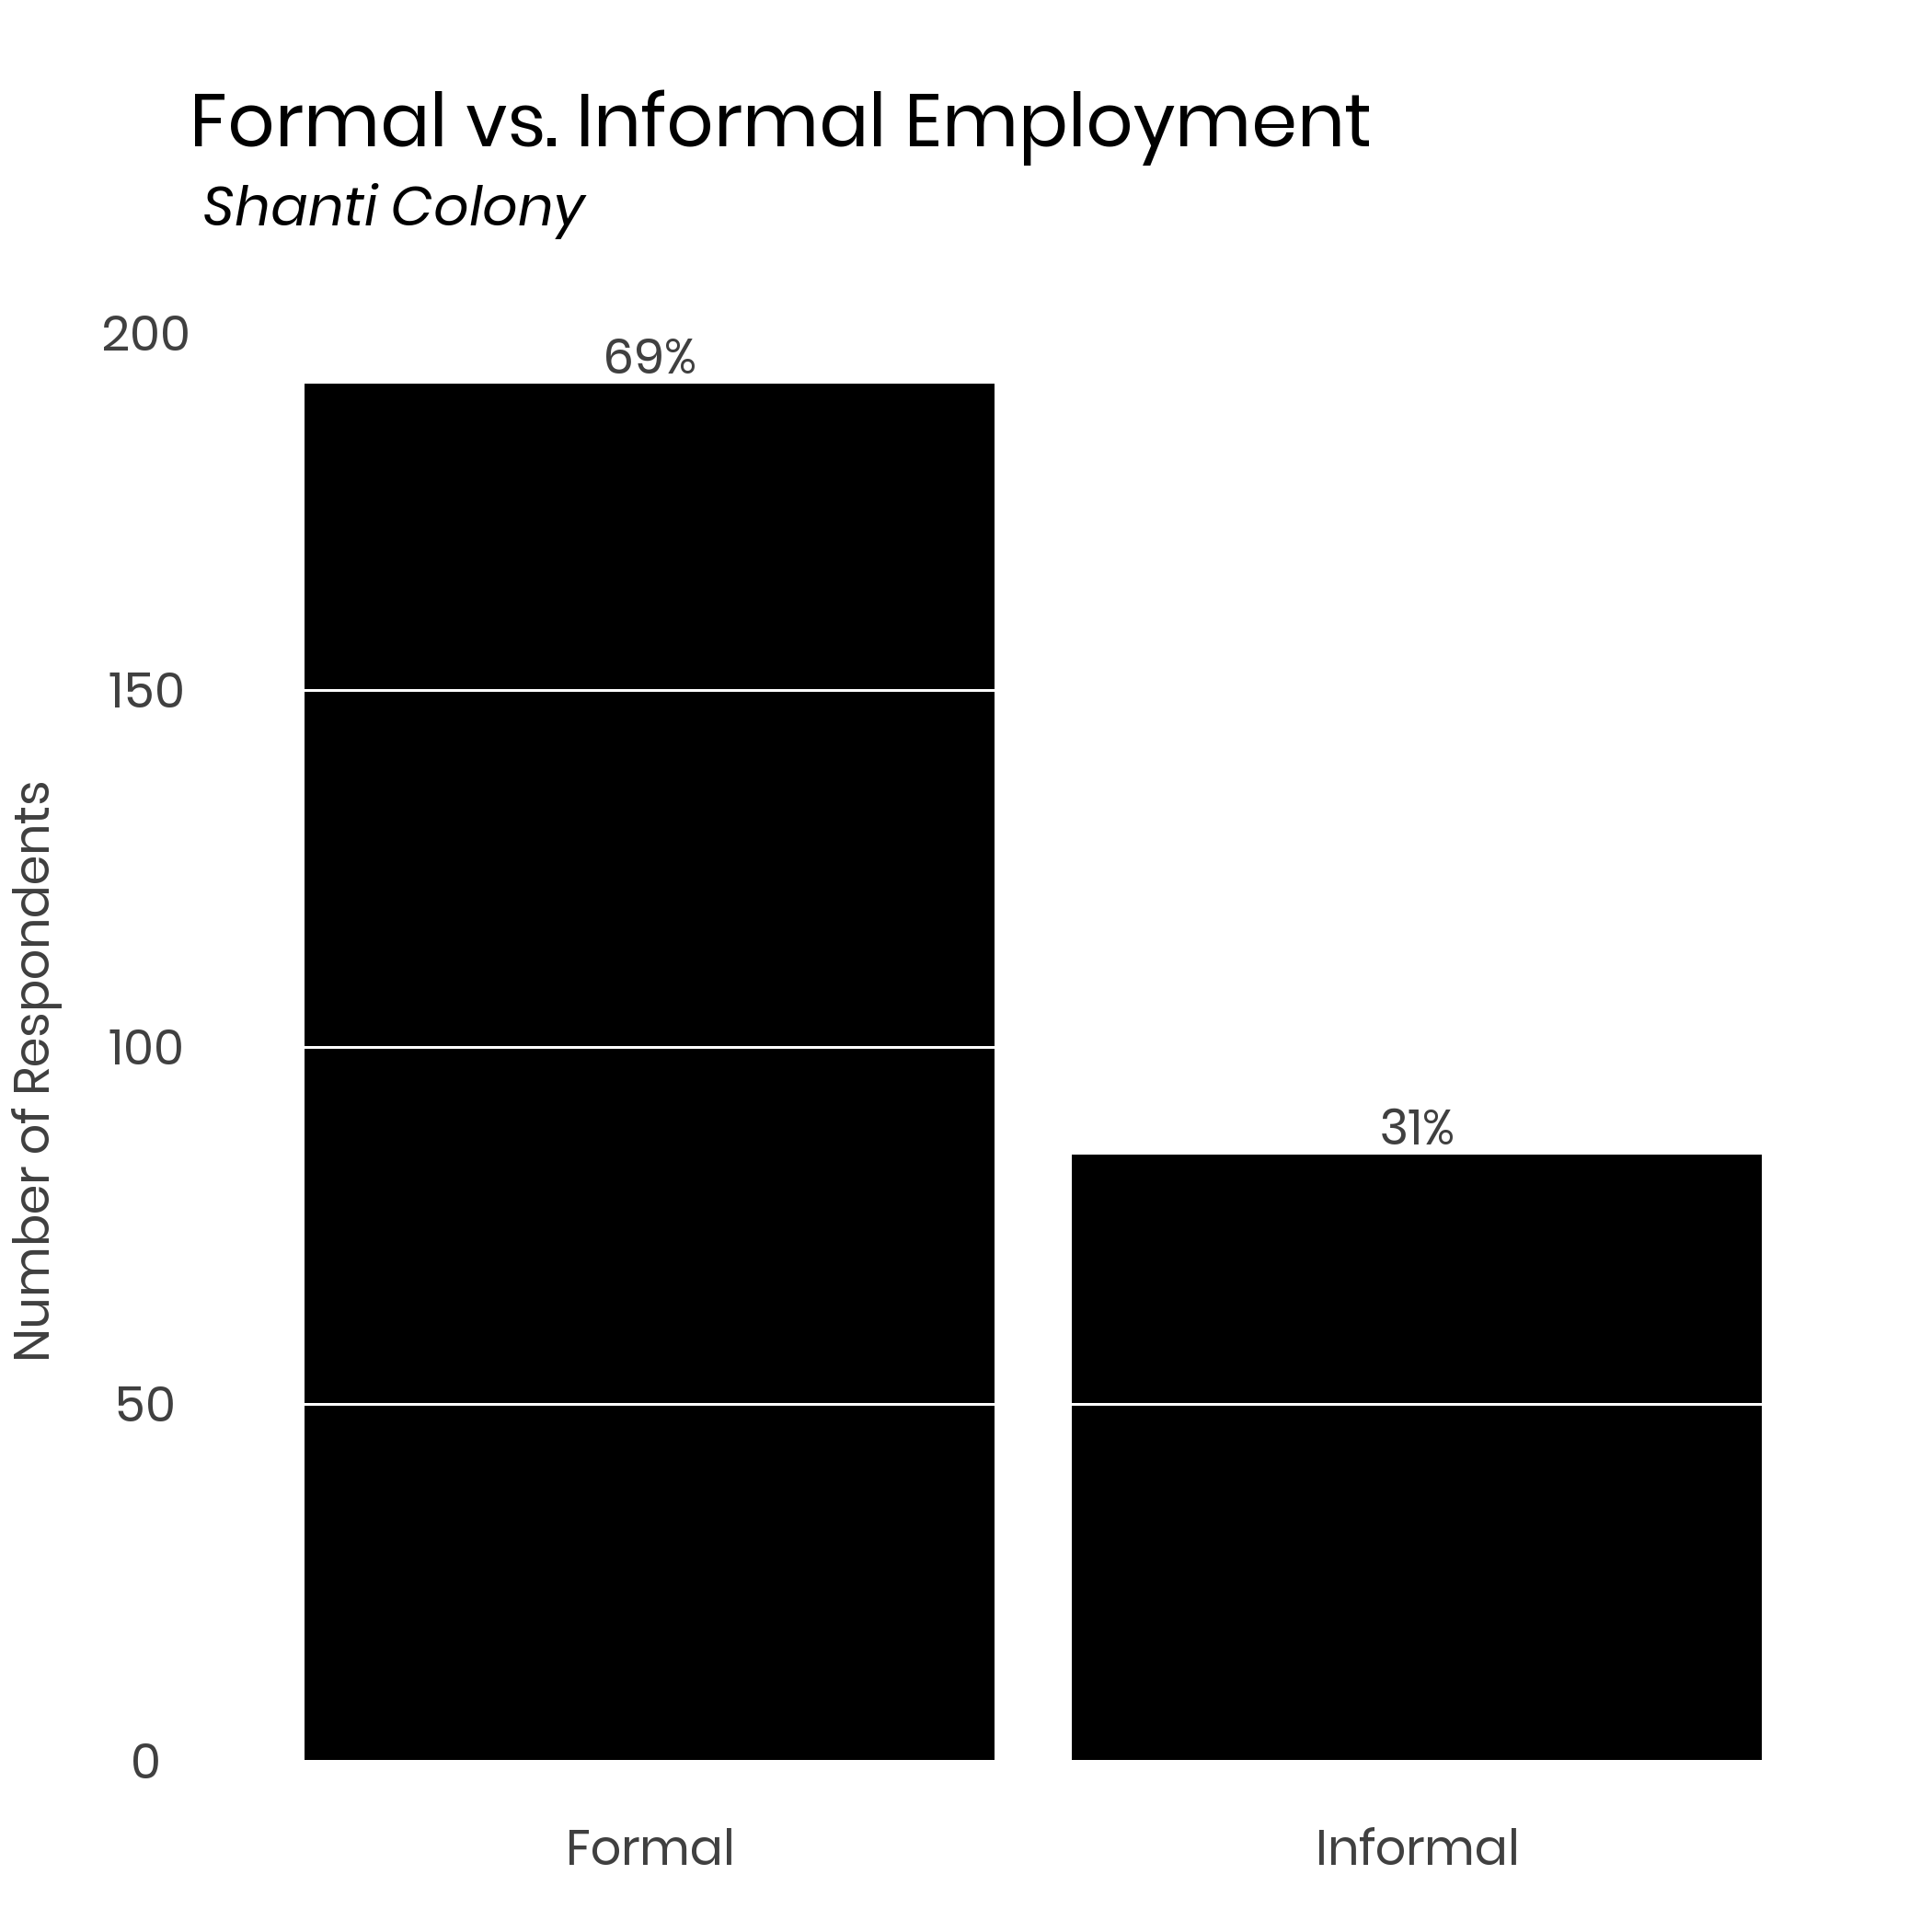 Formal vs. Informal Employment
Shanti Colony
Number of Respondents
200
150
100
50
0
69%
31%
Formal
Informal